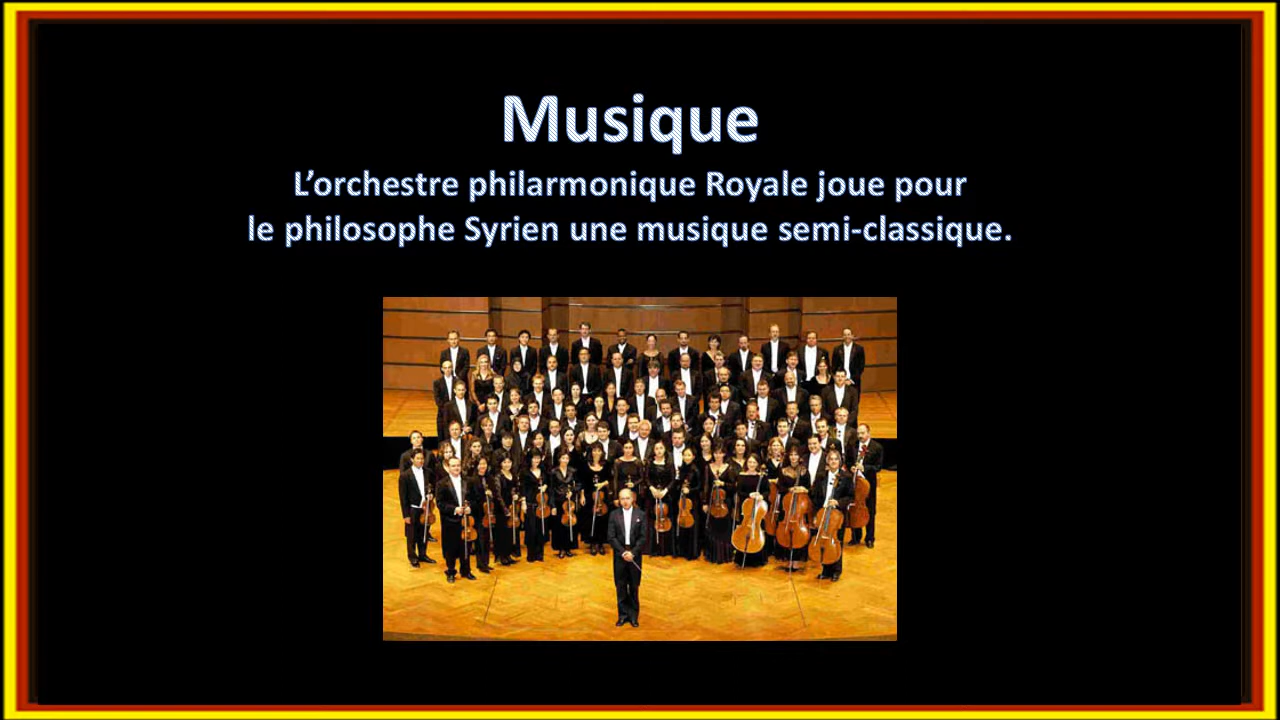 Musique
L’orchestre philarmonique Royale joue pour
le philosophe Syrien une musique semi-classique.